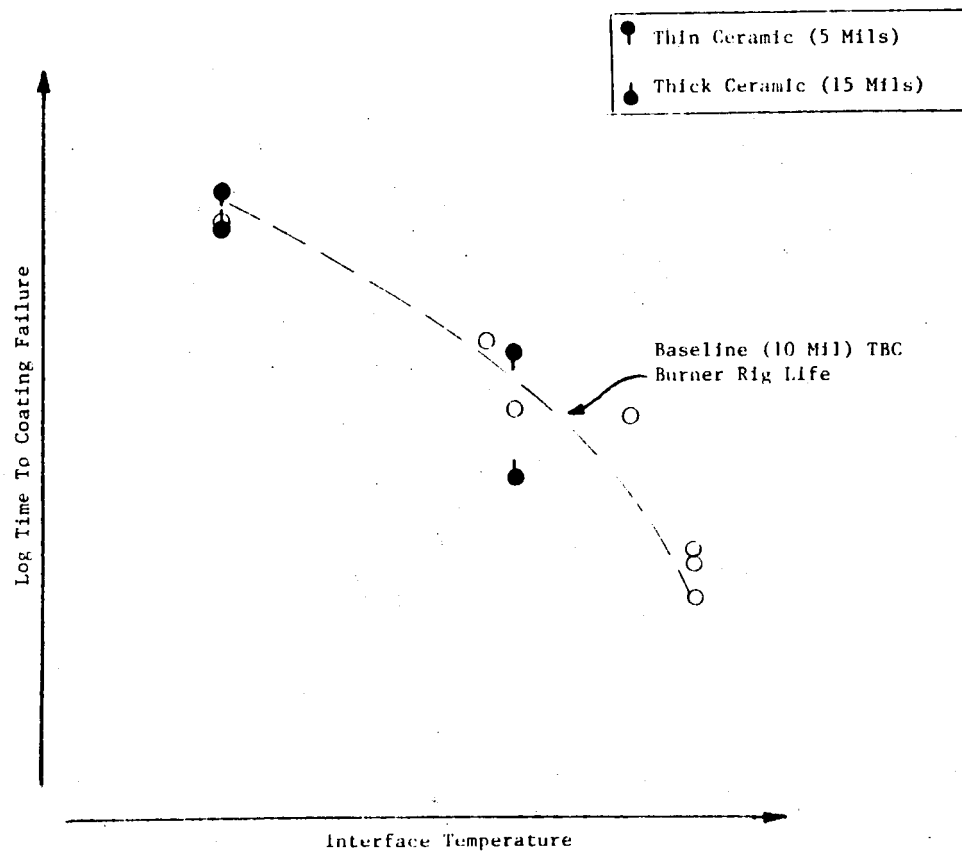 Thin Ceramic (5 Mils)
Thick Ceramic (15 Mils)
Log Time To Coating Failure
Baseline (10 Mil) TBC
Burner Rig Life
Interface Temperature